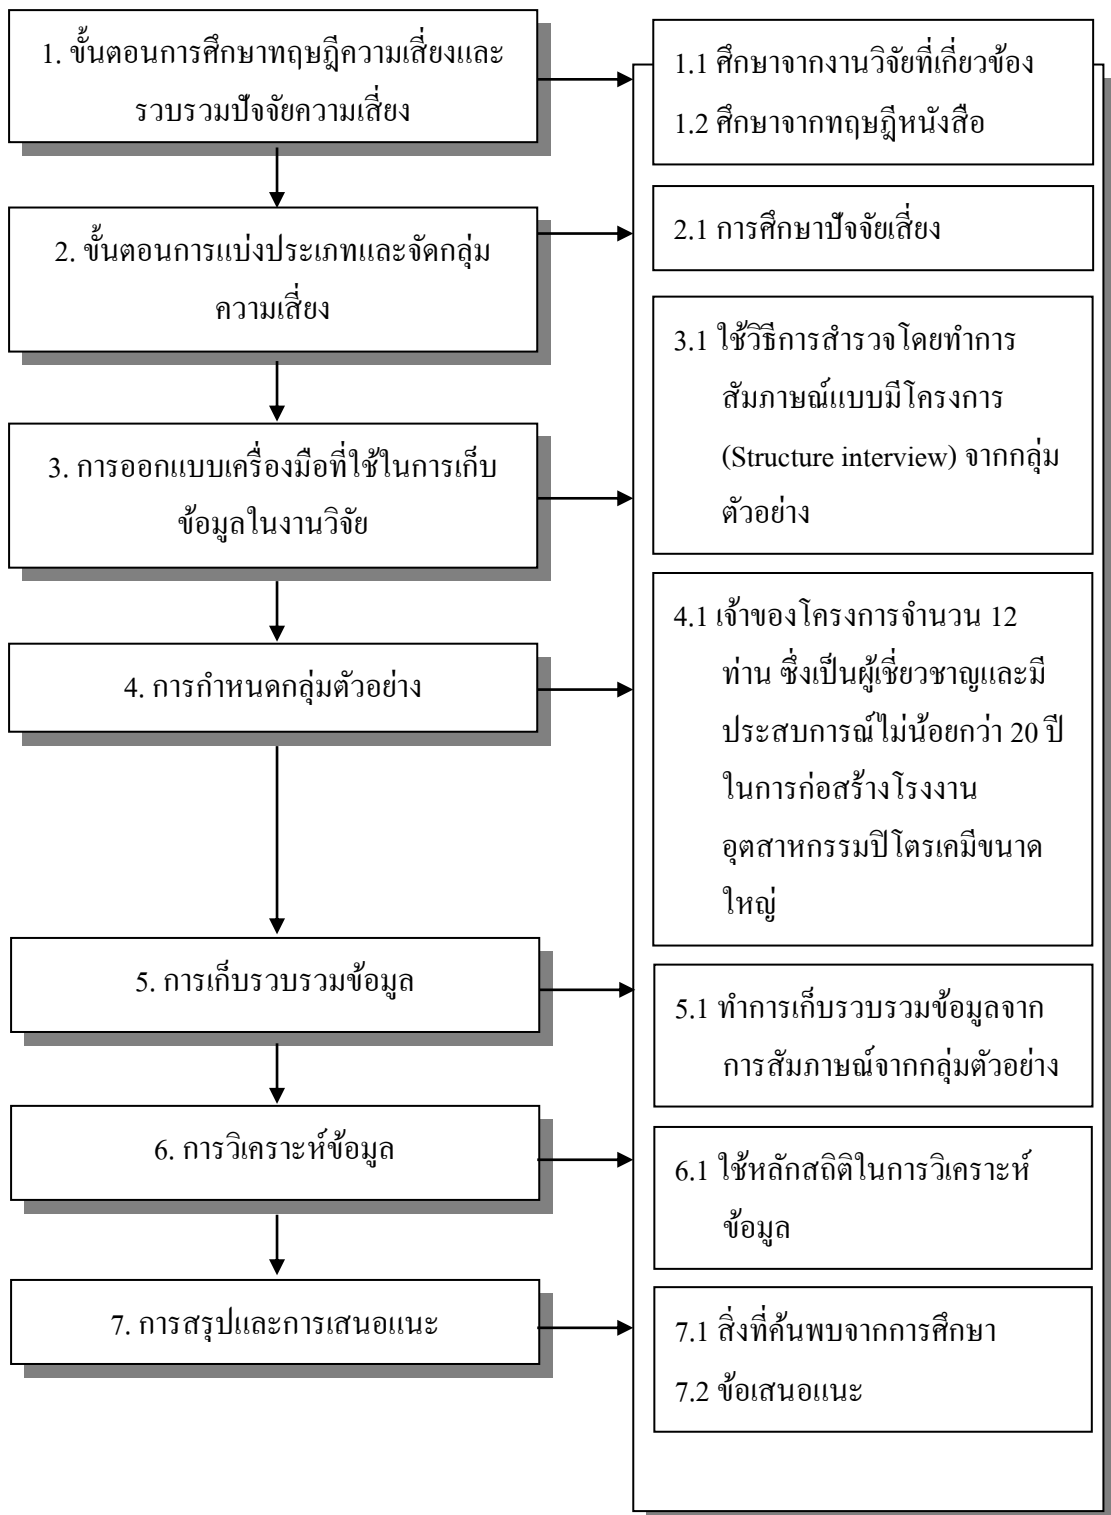 1. ขั้นตอนการศึกษาทฤษฎีความเสี่ยงและ
รวบรวมปัจจัยความเสี่ยง
1.1 ศึกษาจากงานวิจัยที่เกี่ยวข้อง
1.2 ศึกษาจากทฤษฎีหนังสือ
2. ขั้นตอนการแบ่งประเภทและจัดกลุ่ม
ความเสี่ยง
2.1 การศึกษาปัจจัยเสี่ยง
3. การออกแบบเครื่องมือที่ใช้ในการเก็บ
ข้อมูลในงานวิจัย
3.1 ใช้วิธีการสำรวจโดยทำการ
สัมภาษณ์แบบมีโครงการ
(Structure interview) จากกลุ่ม
ตัวอย่าง
4. การกำหนดกลุ่มตัวอย่าง
4.1 เจ้าของโครงการจำนวน 12
ท่าน ซึ่งเป็นผู้เชี่ยวชาญและมี
ประสบการณ์ไม่น้อยกว่า 20 ปี
ในการก่อสร้างโรงงาน
อุตสาหกรรมปิโตรเคมีขนาด
ใหญ่
5. การเก็บรวบรวมข้อมูล
5.1 ทำการเก็บรวบรวมข้อมูลจาก
การสัมภาษณ์จากกลุ่มตัวอย่าง
6. การวิเคราะห์ข้อมูล
6.1 ใช้หลักสถิติในการวิเคราะห์
ข้อมูล
7. การสรุปและการเสนอแนะ
7.1 สิ่งที่ค้นพบจากการศึกษา
7.2 ข้อเสนอแนะ